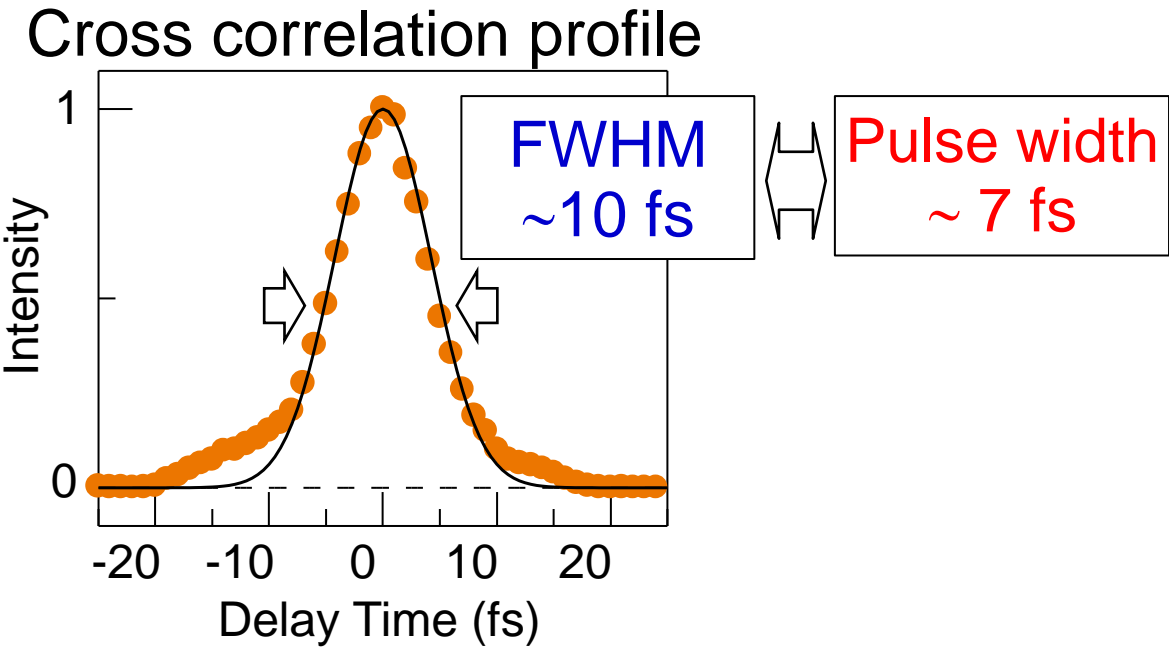 Cross correlation profile
1
FWHM
~10 fs
Pulse width
~ 7 fs
Intensity
0
-20 -10 0 10 20
Delay Time (fs)